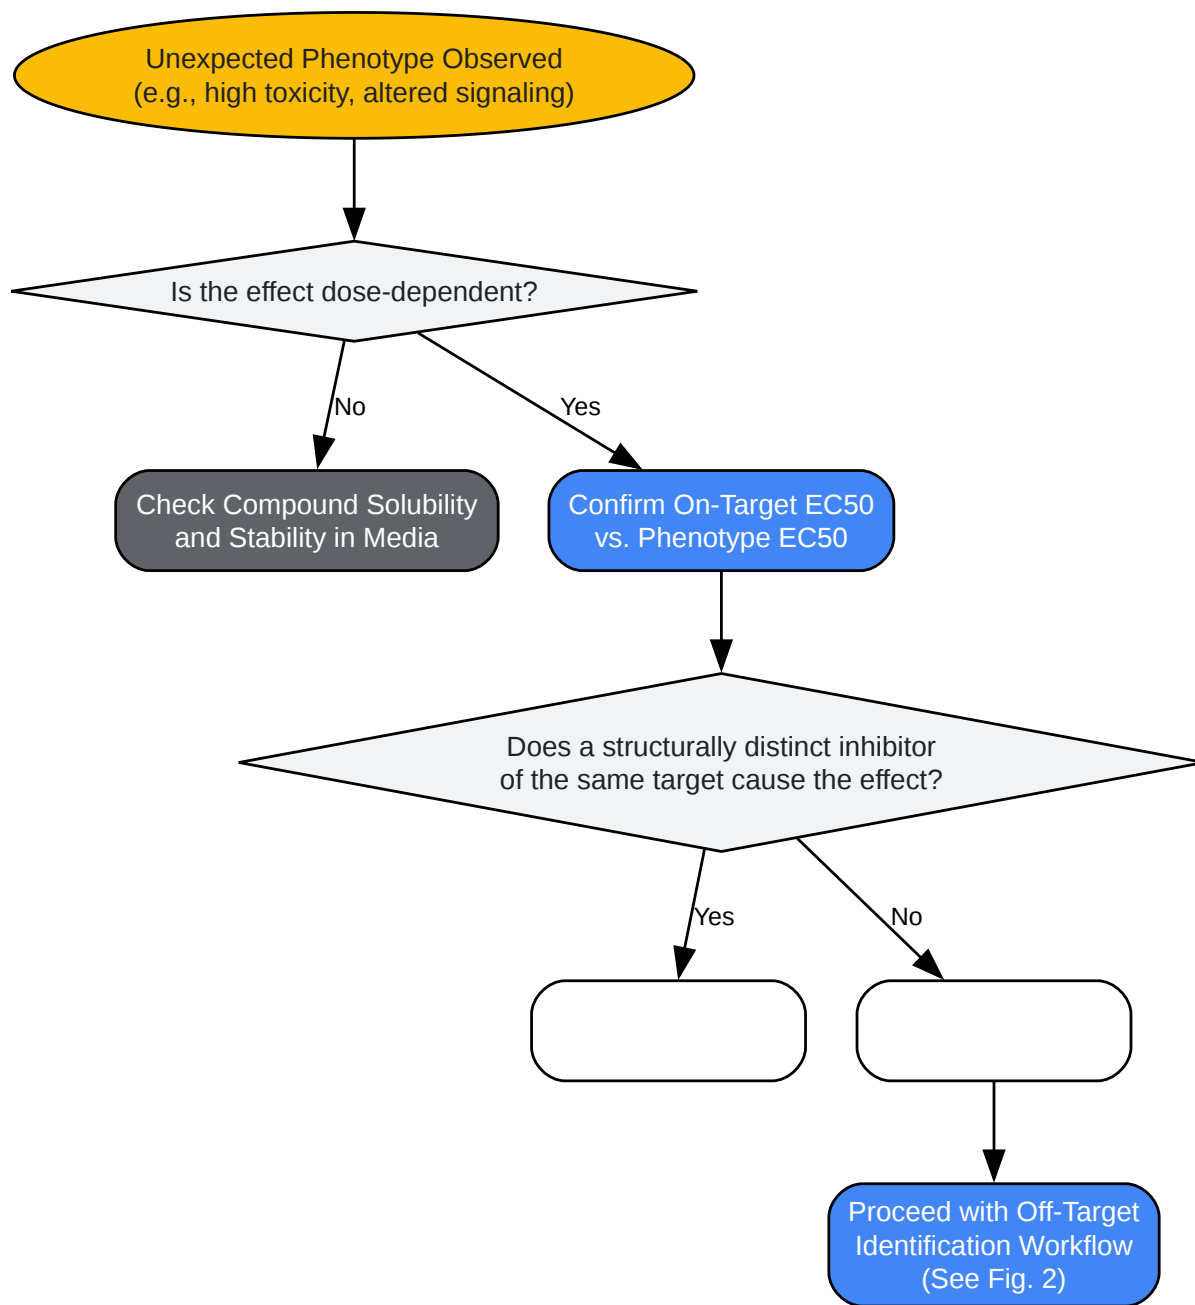 Unexpected Phenotype Observed
(e.g., high toxicity, altered signaling)
Is the effect dose-dependent?
No
Yes
Check Compound Solubility
and Stability in Media
Confirm On-Target EC50
vs. Phenotype EC50
Does a structurally distinct inhibitor
of the same target cause the effect?
Yes
No
Proceed with Off-Target
Identification Workflow
(See Fig. 2)